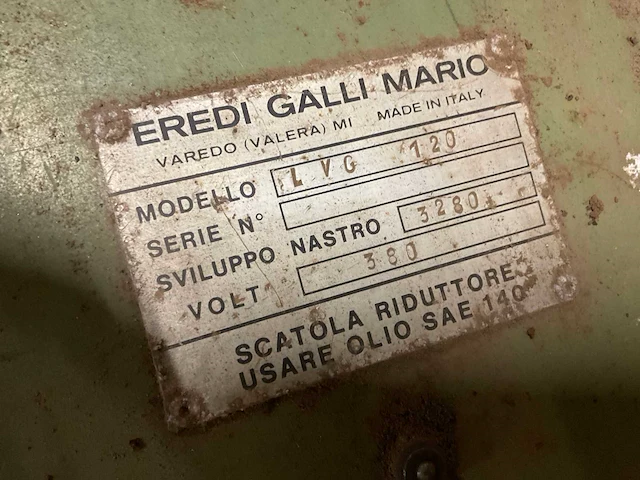 EREDI GALLI MARIO
VAREDO (VALERA) MI MADE IN ITALY
MODELLO LVG 120
SERIE N°
SVILUPPO NASTRO 3280
VOLT 380
SCATOLA RIDUTTORE
USARE OLIO SAE 140